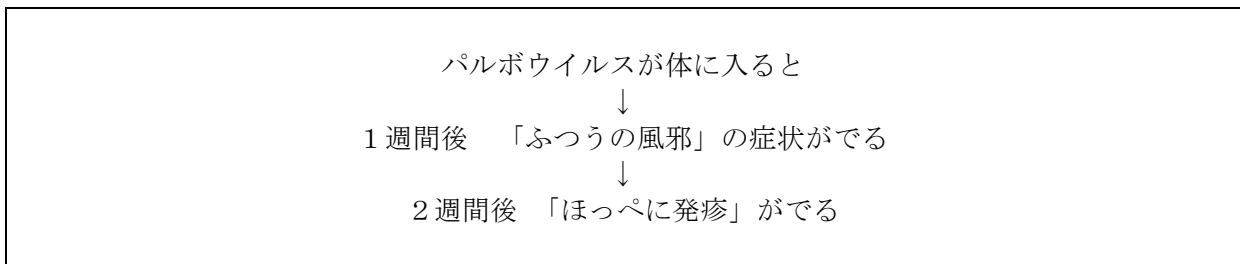 パルボウイルスが体に入ると
↓
１週間後　「ふつうの風邪」の症状がでる
↓
２週間後　「ほっぺに発疹」がでる